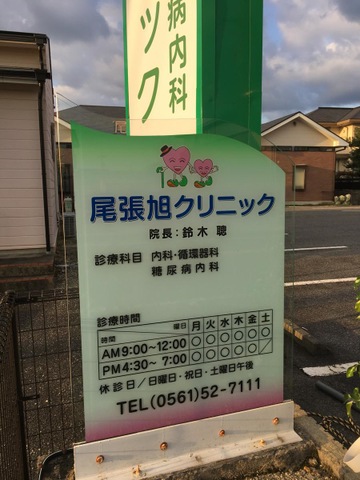 病内科
ック
尾張旭クリニック
院長：鈴木 聰
診療科目 内科・循環器科
糖尿病内科
診療時間
時間 曜日 月 火 水 木 金 土
AM9:00～12:00 ○ ○ ○ ○ ○ ○
PM4:30～ 7:00 ○ ○ ○ ○ ○ ／
休診日／日曜日・祝日・土曜日午後
TEL(0561)52-7111